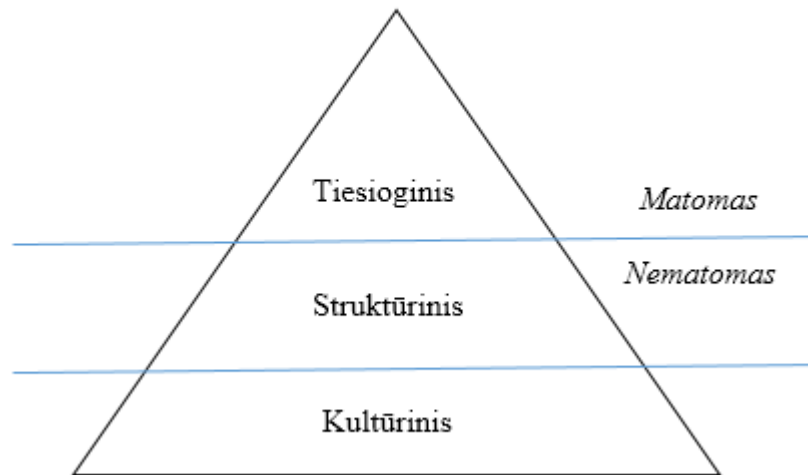 Tiesioginis
Matomas
Nematomas
Struktūrinis
Kultūrinis